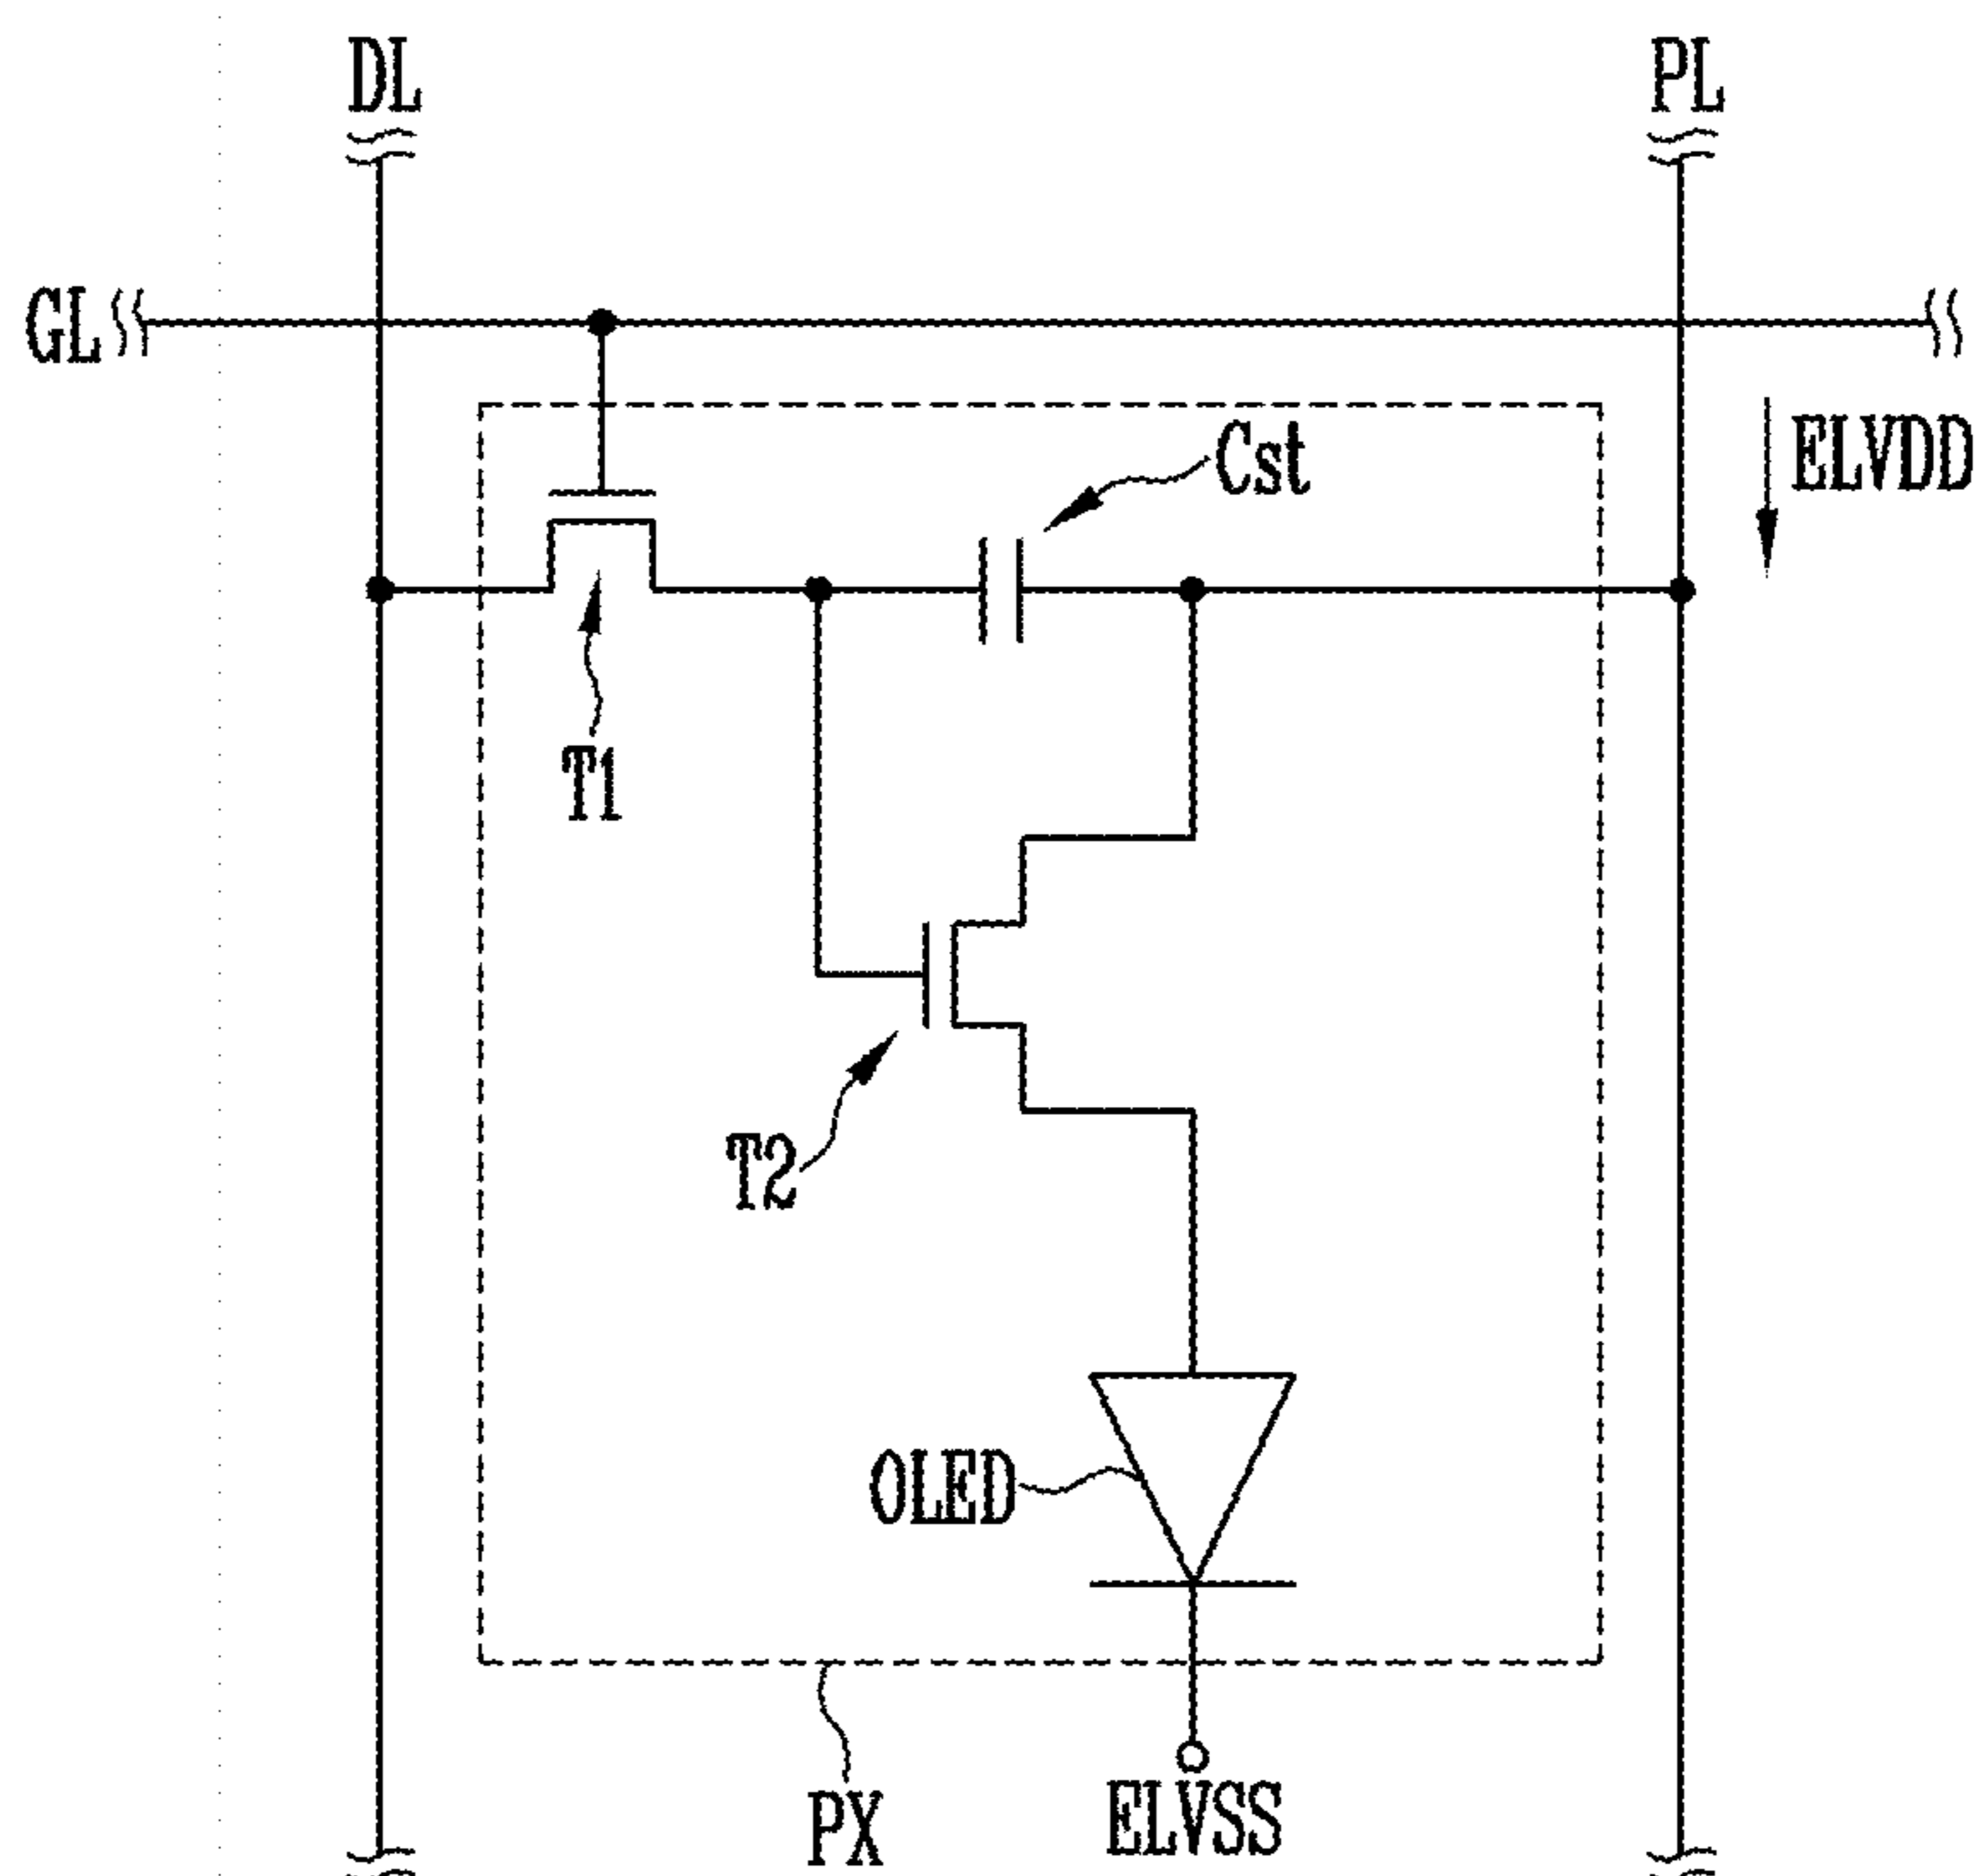 DL
PL
GL
ELVDD
Cst
T1
T2
OLED
PX
ELVSS